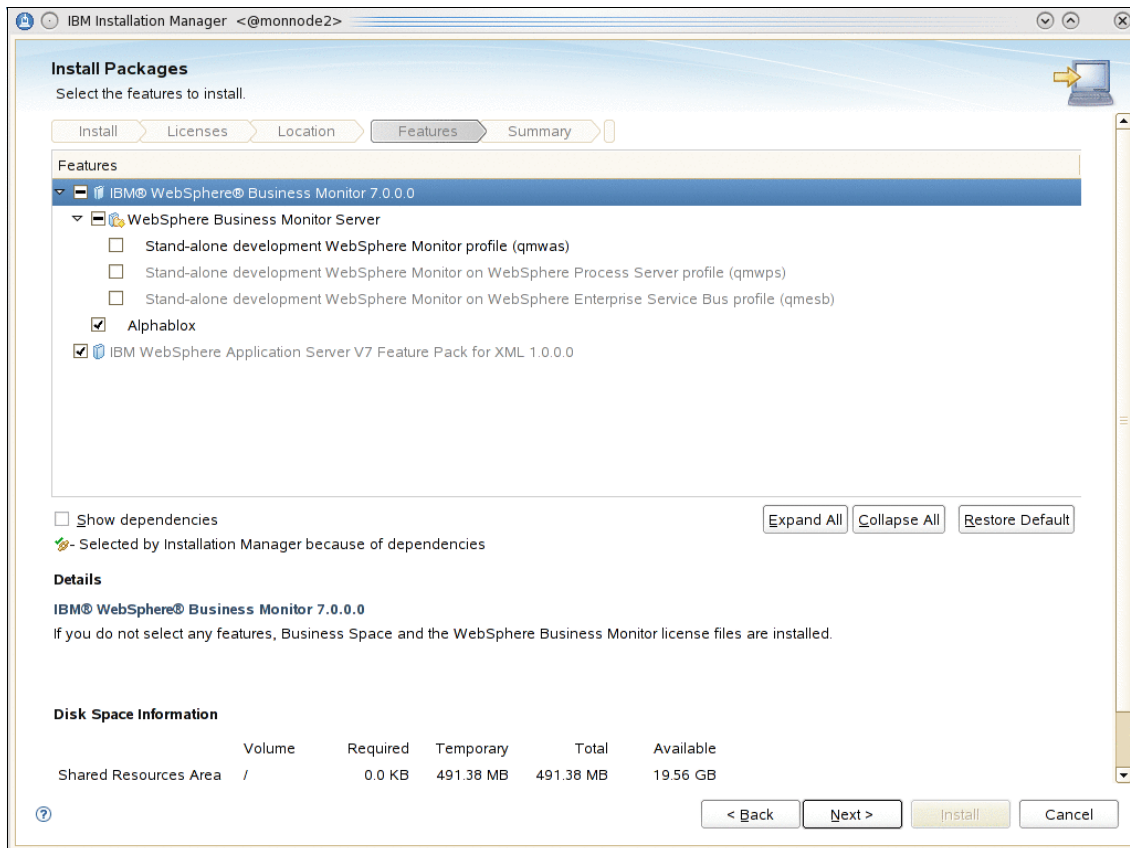 IBM Installation Manager <@monnode2>
Install Packages
Select the features to install.
Install Licenses Location Features Summary
Features
IBM® WebSphere® Business Monitor 7.0.0.0
WebSphere Business Monitor Server
Stand-alone development WebSphere Monitor profile (qmwas)
Stand-alone development WebSphere Monitor on WebSphere Process Server profile (qmwps)
Stand-alone development WebSphere Monitor on WebSphere Enterprise Service Bus profile (qmesb)
Alphablox
IBM WebSphere Application Server V7 Feature Pack for XML 1.0.0.0
Show dependencies Expand All Collapse All Restore Default
- Selected by Installation Manager because of dependencies
Details
IBM® WebSphere® Business Monitor 7.0.0.0
If you do not select any features, Business Space and the WebSphere Business Monitor license files are installed.
Disk Space Information
Volume Required Temporary Total Available
Shared Resources Area / 0.0 KB 491.38 MB 491.38 MB 19.56 GB
? < Back Next > Install Cancel